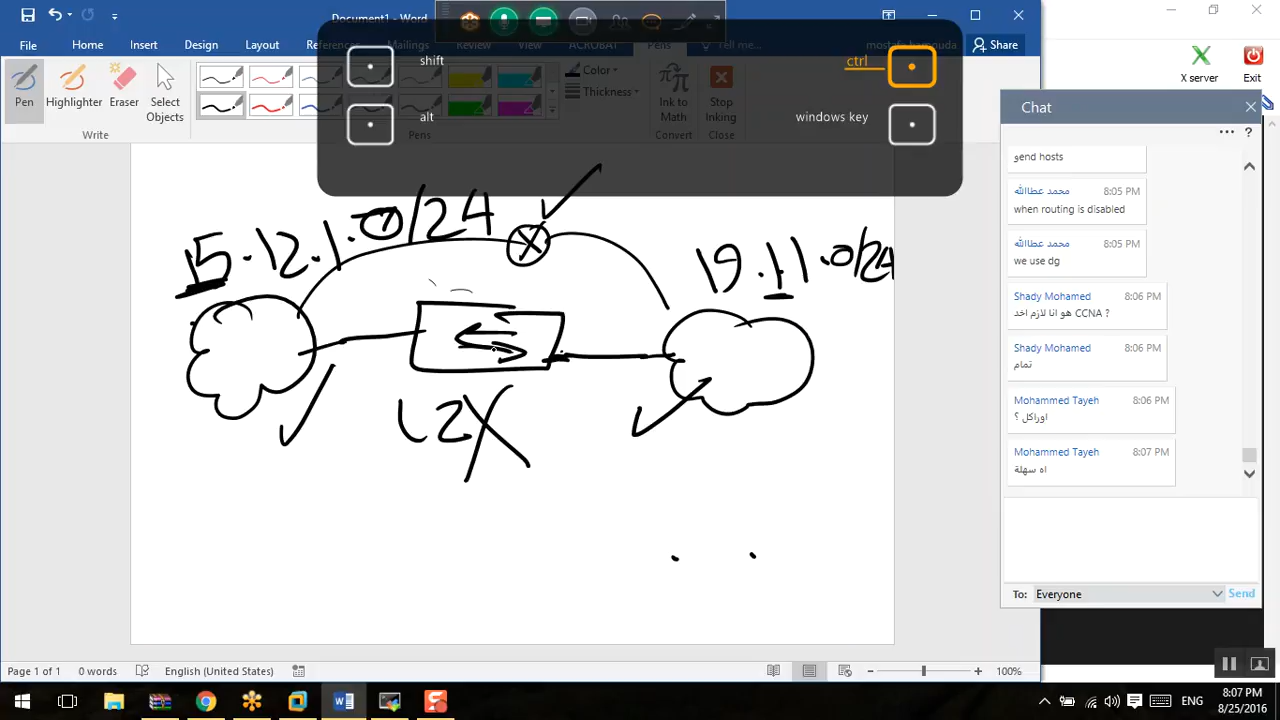 Document1 - Word
File Home Insert Design Layout References Mailings Review View ACROBAT Pens Tell me... Share
shift ctrl
alt windows key
Pen Highlighter Eraser Select Objects
Color
Thickness
Ink to Math Stop Inking
Write Pens Convert Close
X server Exit
Chat
send hosts
محمد عطاالله 8:05 PM
when routing is disabled
محمد عطاالله 8:05 PM
we use dg
Shady Mohamed 8:06 PM
هو انا لازم اخد CCNA ?
Shady Mohamed 8:06 PM
تمام
Mohammed Tayeh 8:06 PM
اوراكل ؟
Mohammed Tayeh 8:07 PM
اه سهلة
To: Everyone Send
15.12.1.0/24
19.11.0/24
L2
Page 1 of 1 0 words English (United States) 100%
ENG 8:07 PM
8/25/2016